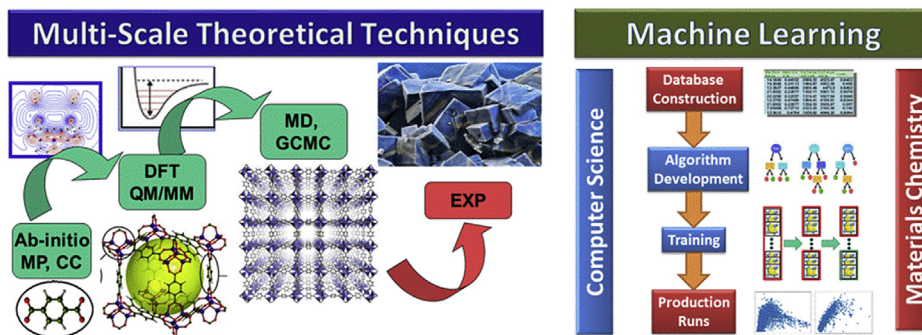 Multi-Scale Theoretical Techniques
Ab-initio
MP, CC
DFT
QM/MM
MD,
GCMC
EXP
Machine Learning
Computer Science
Database
Construction
Algorithm
Development
Training
Production
Runs
Materials Chemistry